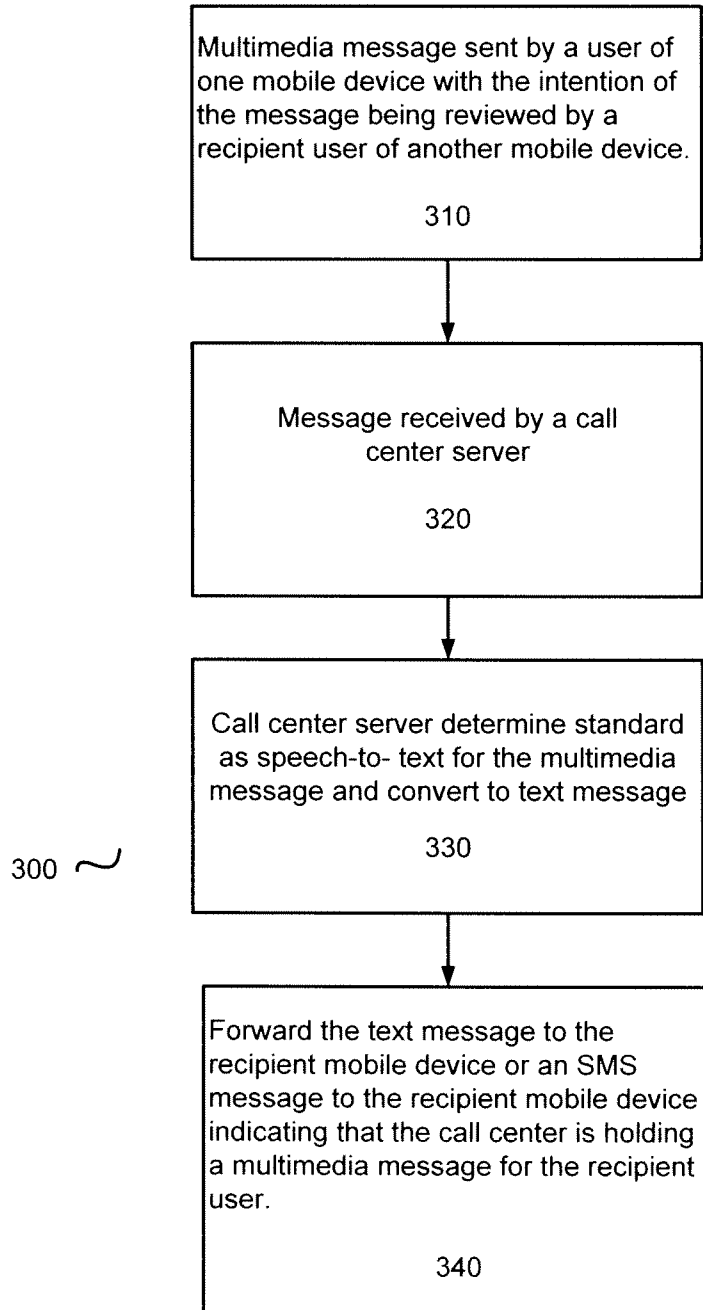 Multimedia message sent by a user of
one mobile device with the intention of
the message being reviewed by a
recipient user of another mobile device.
310
Message received by a call
center server
320
Call center server determine standard
as speech-to- text for the multimedia
message and convert to text message
330
300
Forward the text message to the
recipient mobile device or an SMS
message to the recipient mobile device
indicating that the call center is holding
a multimedia message for the recipient
user.
340